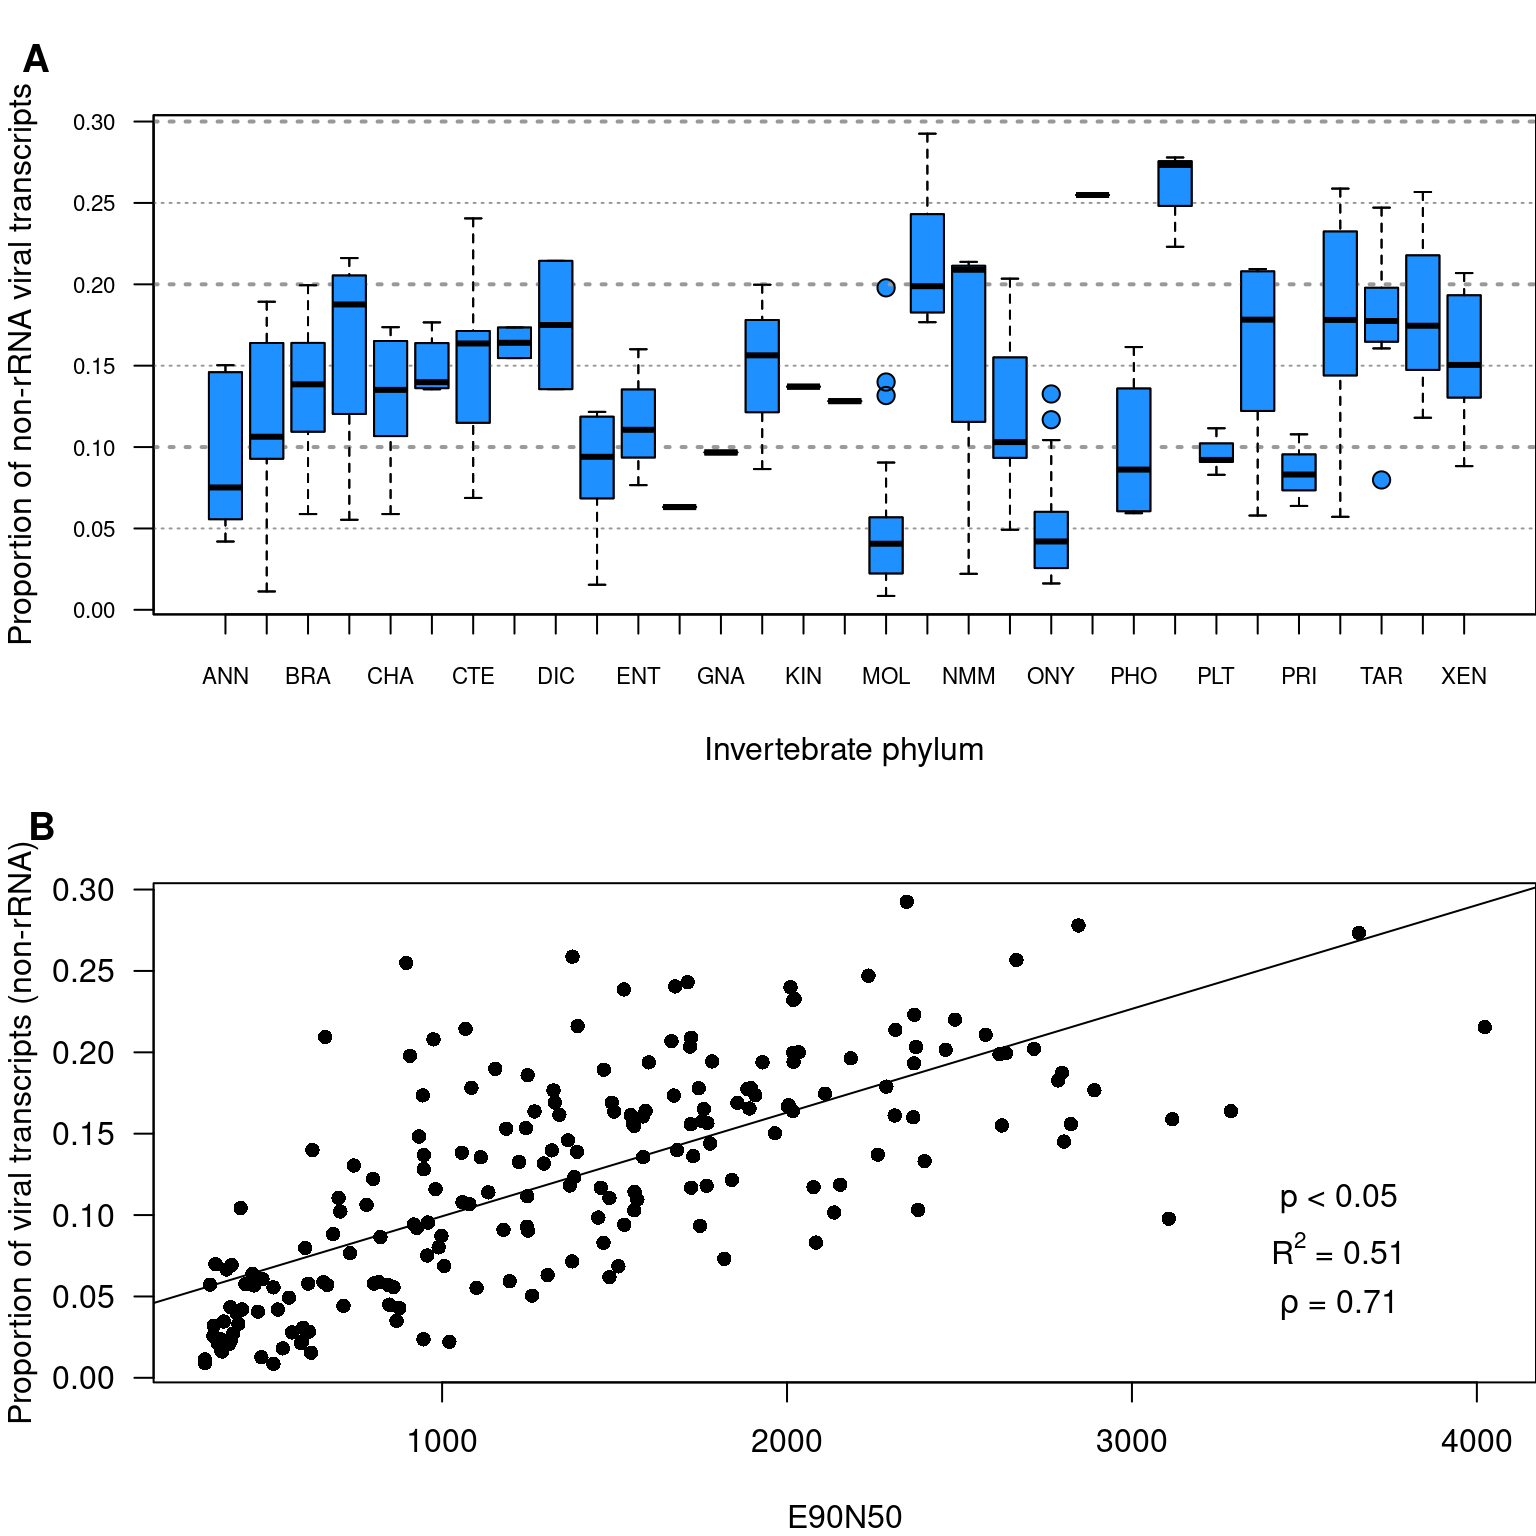 A
Proportion of non-rRNA viral transcripts
0.30
0.25
0.20
0.15
0.10
0.05
0.00
ANN BRA CHA CTE DIC ENT GNA KIN MOL NMM ONY PHO PLT PRI TAR XEN
Invertebrate phylum
B
Proportion of viral transcripts (non-rRNA)
0.30
0.25
0.20
0.15
0.10
0.05
0.00
p < 0.05
R² = 0.51
ρ = 0.71
1000 2000 3000 4000
E90N50